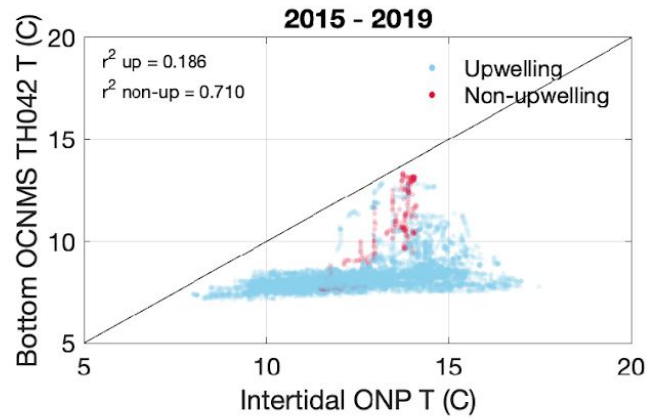 2015 - 2019
20
15
10
5
Bottom OCNMS TH042 T (C)
r² up = 0.186
r² non-up = 0.710
Upwelling
Non-upwelling
5 10 15 20
Intertidal ONP T (C)